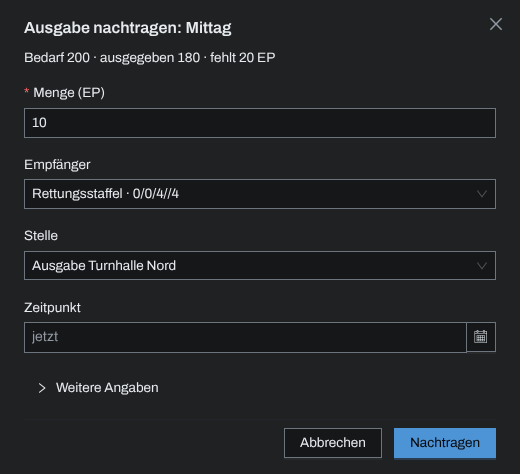 Ausgabe nachtragen: Mittag
Bedarf 200 · ausgegeben 180 · fehlt 20 EP
* Menge (EP)
10
Empfänger
Rettungsstaffel · 0/0/4//4
Stelle
Ausgabe Turnhalle Nord
Zeitpunkt
jetzt
Weitere Angaben
Abbrechen
Nachtragen